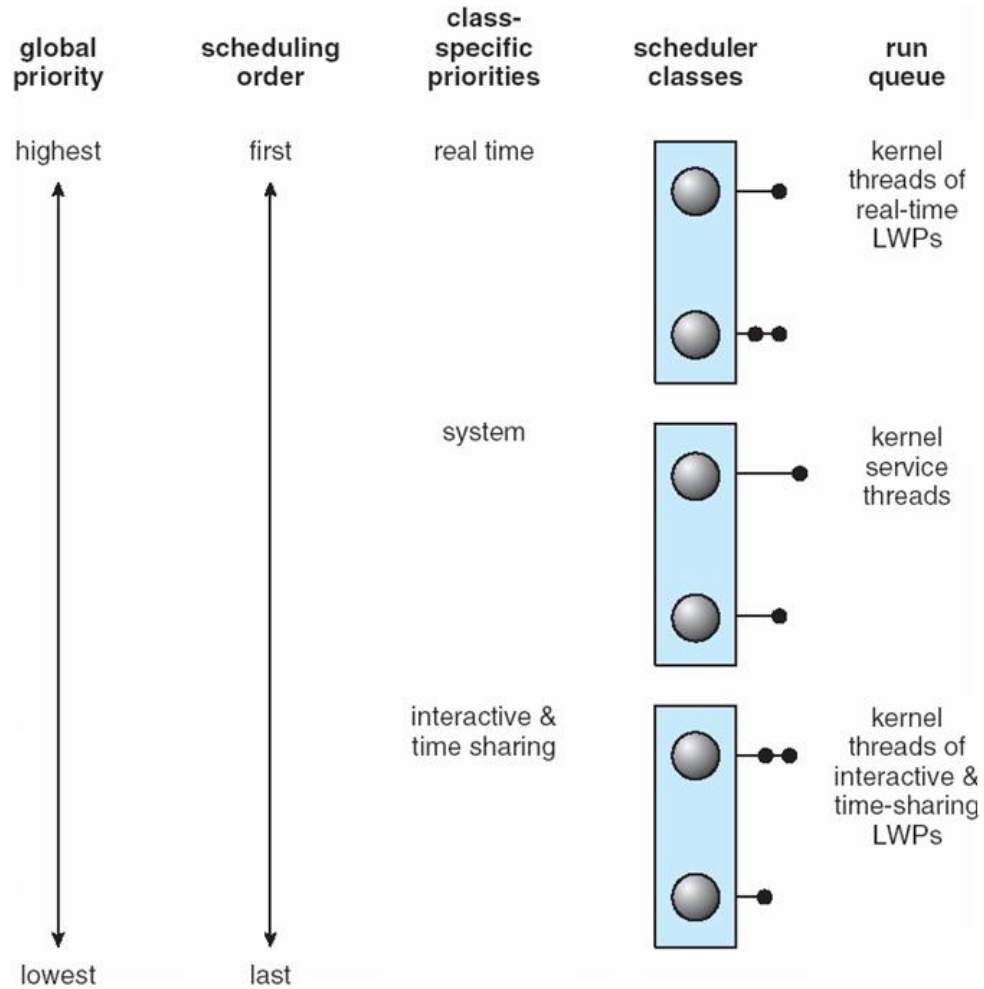 global
priority
scheduling
order
class-
specific
priorities
scheduler
classes
run
queue
highest
first
real time
kernel
threads of
real-time
LWPs
system
kernel
service
threads
interactive &
time sharing
kernel
threads of
interactive &
time-sharing
LWPs
lowest
last